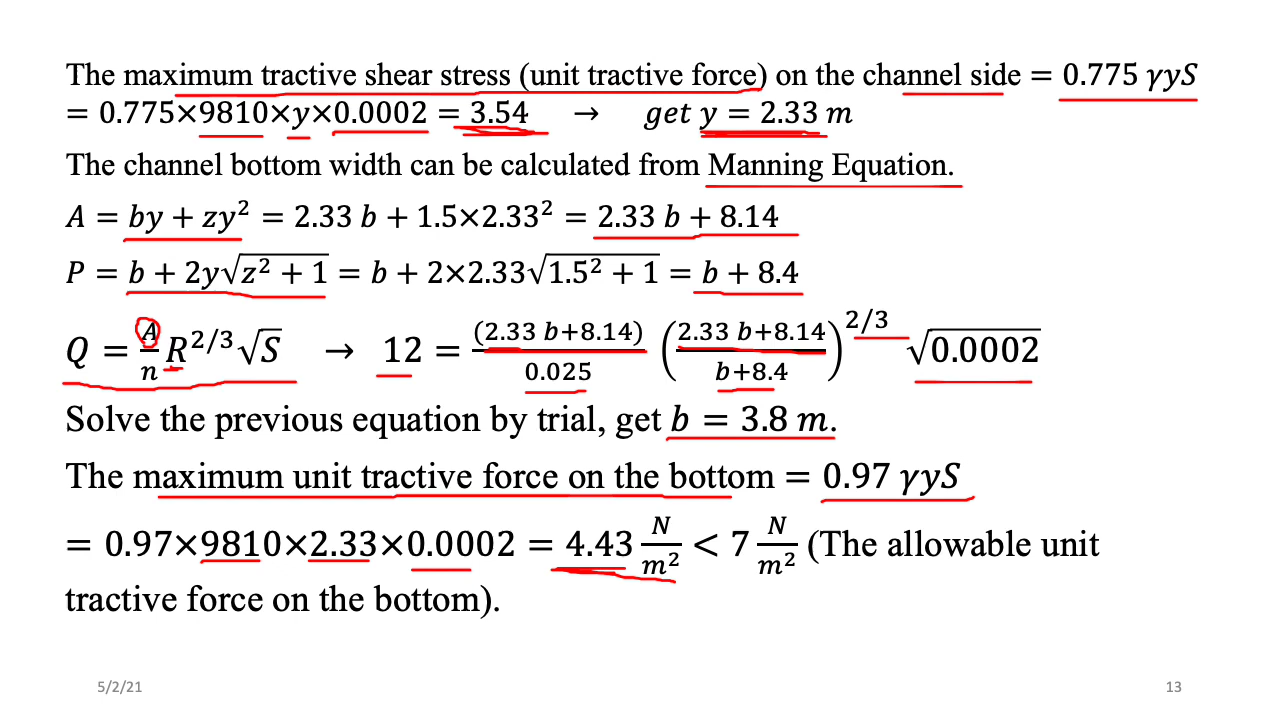 The maximum tractive shear stress (unit tractive force) on the channel side = 0.775 γyS
= 0.775×9810×y×0.0002 = 3.54 → get y = 2.33 m
The channel bottom width can be calculated from Manning Equation.
A = by + zy² = 2.33 b + 1.5×2.33² = 2.33 b + 8.14
P = b + 2y√(z² + 1) = b + 2×2.33√(1.5² + 1) = b + 8.4
Q = A/n R^2/3 √S → 12 = (2.33 b+8.14)/0.025 ((2.33 b+8.14)/(b+8.4))^2/3 √0.0002
Solve the previous equation by trial, get b = 3.8 m.
The maximum unit tractive force on the bottom = 0.97 γyS
= 0.97×9810×2.33×0.0002 = 4.43 N/m² < 7 N/m² (The allowable unit
tractive force on the bottom).
5/2/21 13